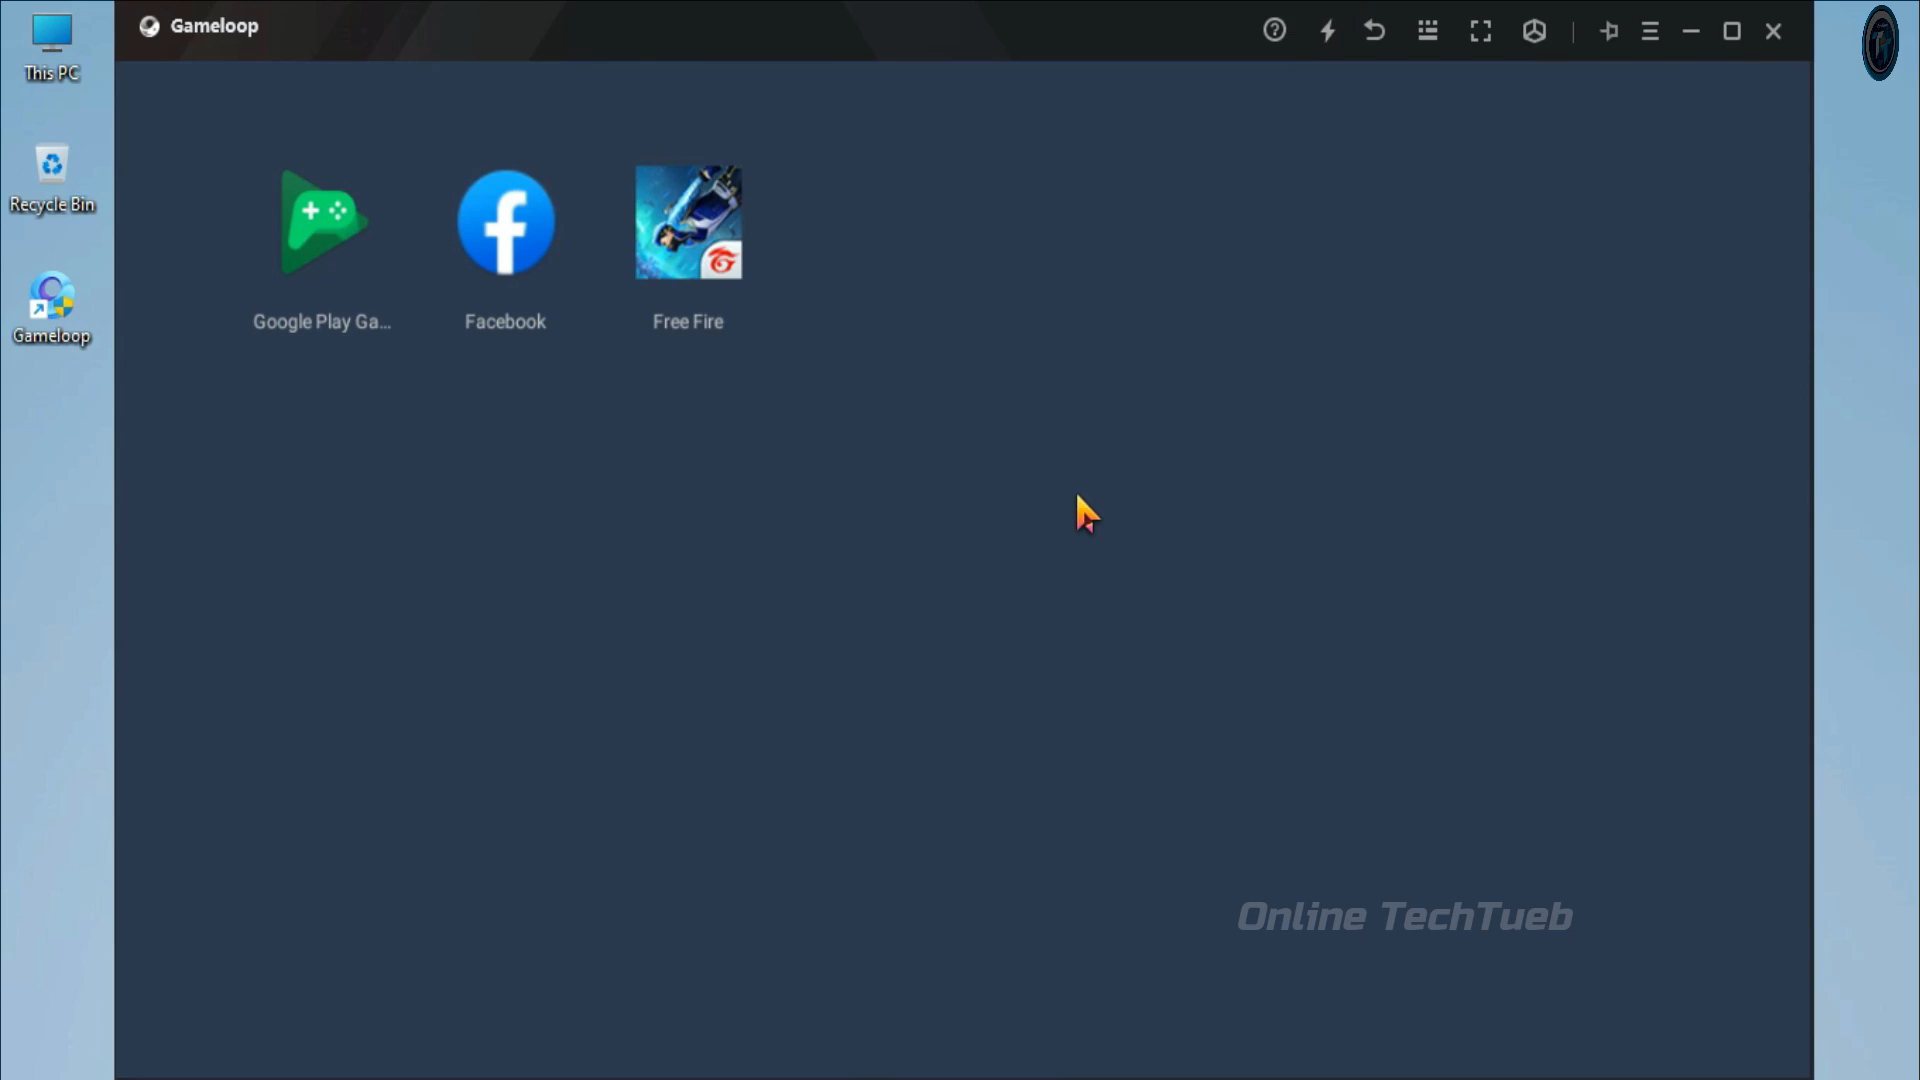 Gameloop
This PC
Recycle Bin
Gameloop
Google Play Ga...
Facebook
Free Fire
Online TechTueb